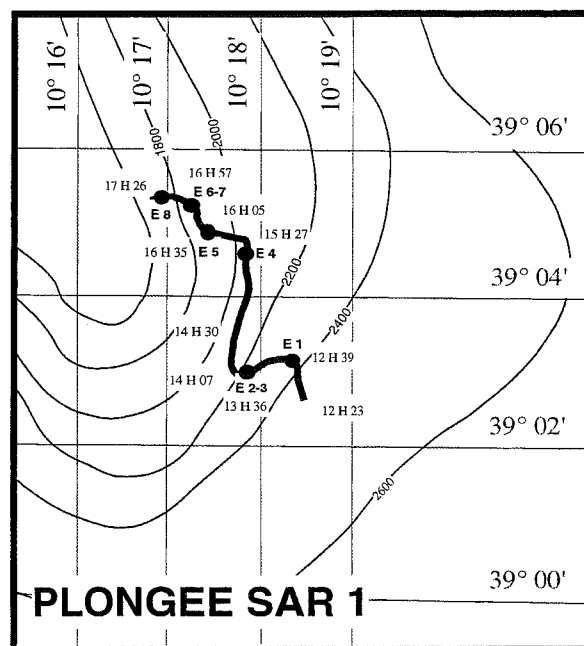 10° 16'
10° 17'
10° 18'
10° 19'
39° 06'
1800
2000
16 H 57
17 H 26
E 6-7
E 8
16 H 05
E 5
15 H 27
16 H 35
E 4
39° 04'
2200
2400
14 H 30
E 1
12 H 39
14 H 07
E 2-3
13 H 36
12 H 23
39° 02'
2600
39° 00'
PLONGEE SAR 1